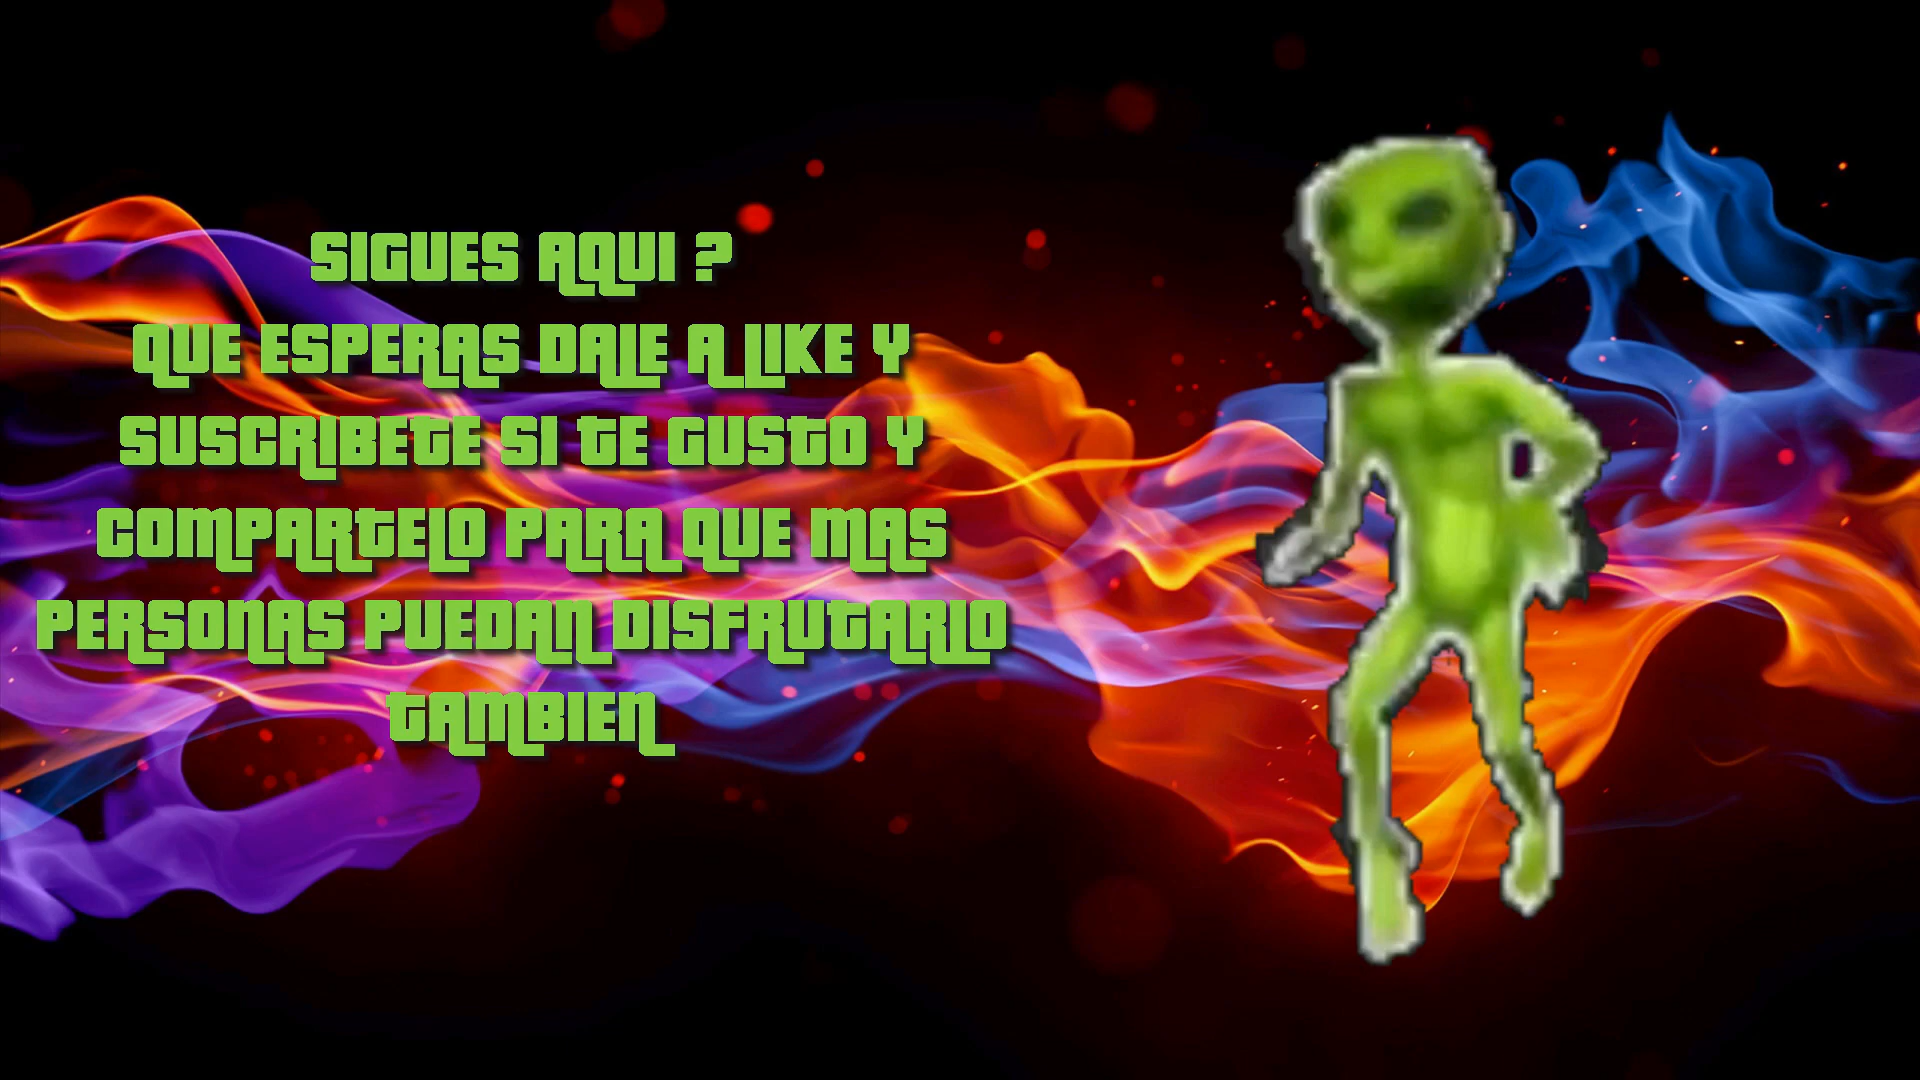 SIGUES AQUI ?
QUE ESPERAS DALE A LIKE Y
SUSCRIBETE SI TE GUSTO Y
COMPARTELO PARA QUE MAS
PERSONAS PUEDAN DISFRUTARLO
TAMBIEN